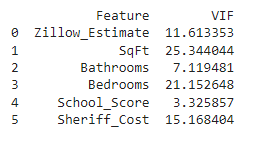 Feature VIF
0 Zillow_Estimate 11.613353
1 SqFt 25.344044
2 Bathrooms 7.119481
3 Bedrooms 21.152648
4 School_Score 3.325857
5 Sheriff_Cost 15.168404